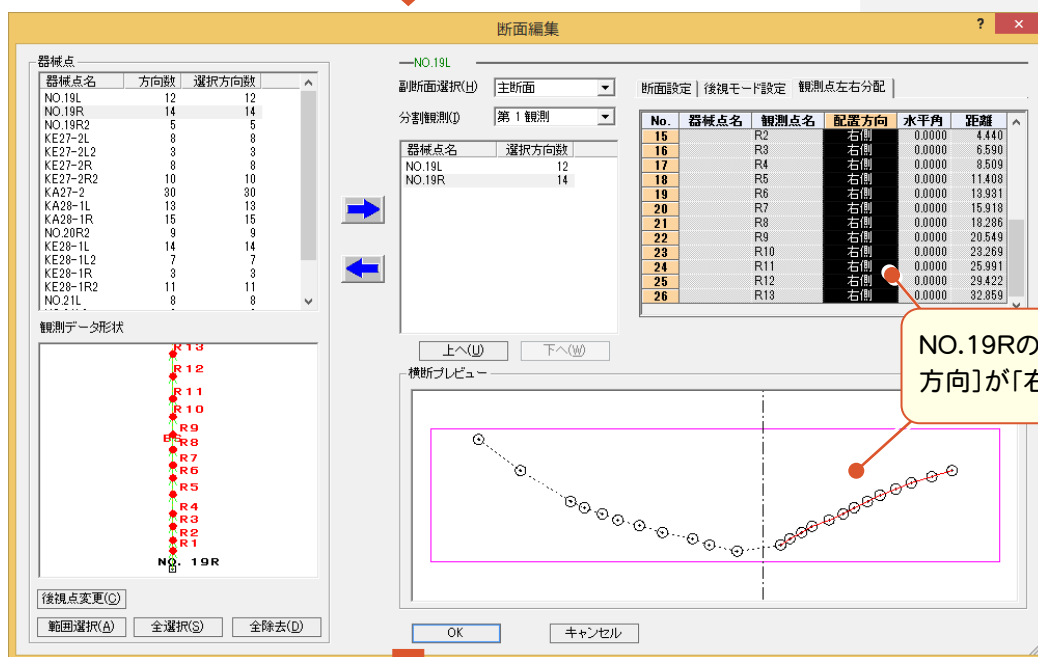 断面編集
? ×
器械点
器械点名 方向数 選択方向数
NO.19L 12 12
NO.19R 14 14
NO.19R2 5 5
KE27-2L 8 8
KE27-2L2 3 3
KE27-2R 8 8
KE27-2R2 10 10
KA27-2 30 30
KA28-1L 13 13
KA28-1R 15 15
NO.20R2 9 9
KE28-1L 14 14
KE28-1L2 7 7
KE28-1R 3 3
KE28-1R2 11 11
NO.21L 8 8
観測データ形状
R13
R12
R11
R10
R9
BS
R8
R7
R6
R5
R4
R3
R2
R1
NO. 19R
後視点変更(C)
範囲選択(A) 全選択(S) 全除去(D)
NO.19L
副断面選択(H) 主断面
分割観測(I) 第 1 観測
器械点名 選択方向数
NO.19L 12
NO.19R 14
上へ(U) 下へ(W)
断面設定 後視モード設定 観測点左右分配
No. 器械点名 観測点名 配置方向 水平角 距離
15 R2 右側 0.0000 4.440
16 R3 右側 0.0000 6.590
17 R4 右側 0.0000 8.509
18 R5 右側 0.0000 11.408
19 R6 右側 0.0000 13.931
20 R7 右側 0.0000 15.918
21 R8 右側 0.0000 18.286
22 R9 右側 0.0000 20.549
23 R10 右側 0.0000 23.269
24 R11 右側 0.0000 25.991
25 R12 右側 0.0000 29.422
26 R13 右側 0.0000 32.859
NO.19Rの
方向]が「右
横断プレビュー
OK キャンセル